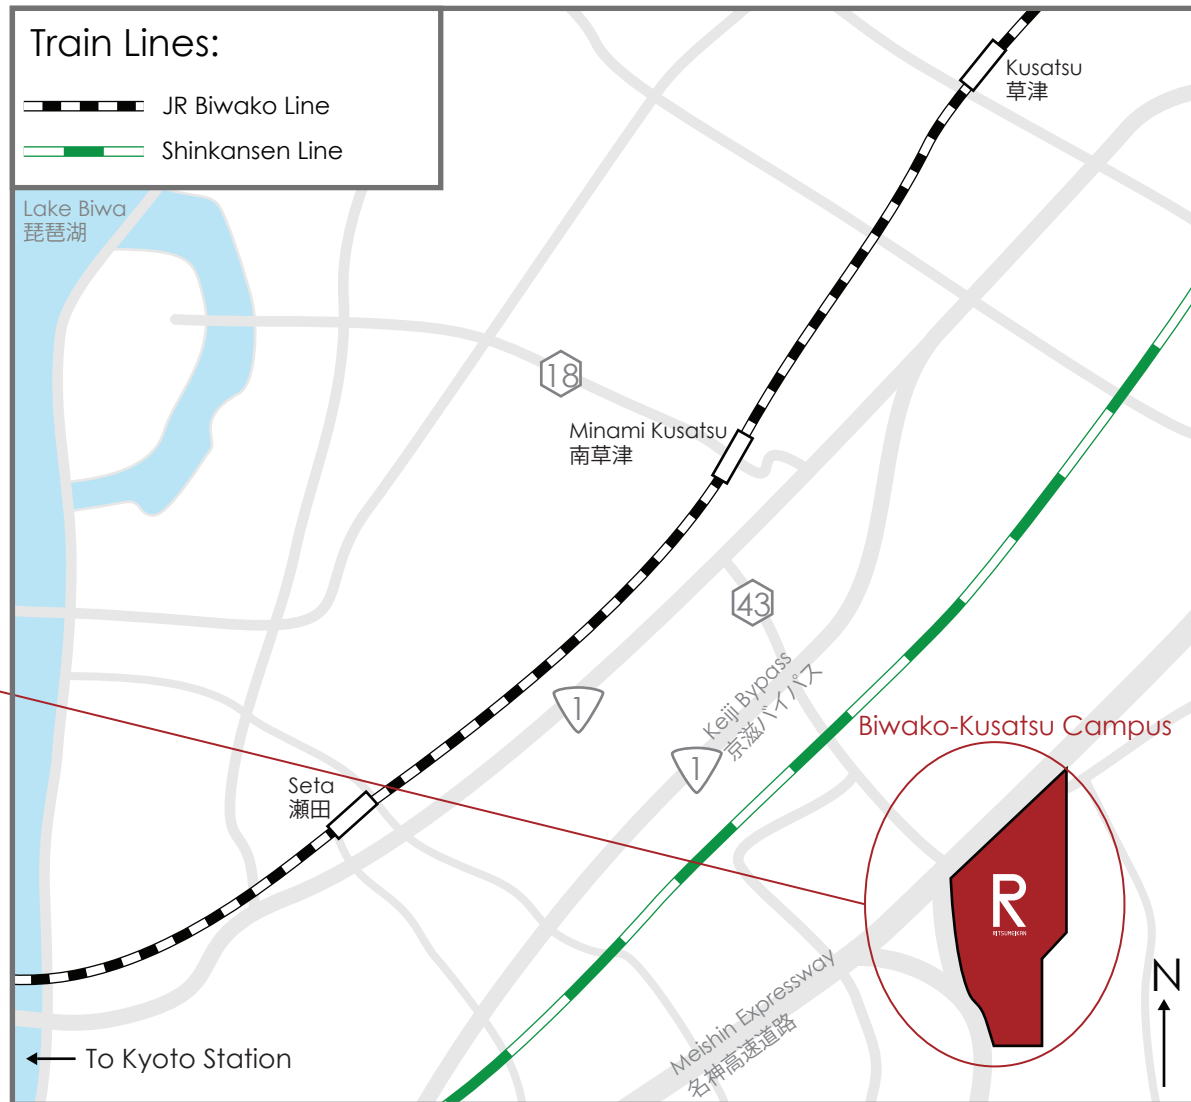 Train Lines:
JR Biwako Line
Shinkansen Line
Kusatsu
草津
Lake Biwa
琵琶湖
18
Minami Kusatsu
南草津
43
Keiji Bypass
京滋バイパス
1
1
Biwako-Kusatsu Campus
Seta
瀬田
R
RITSUMEIKAN
Meishin Expressway
名神高速道路
N
To Kyoto Station